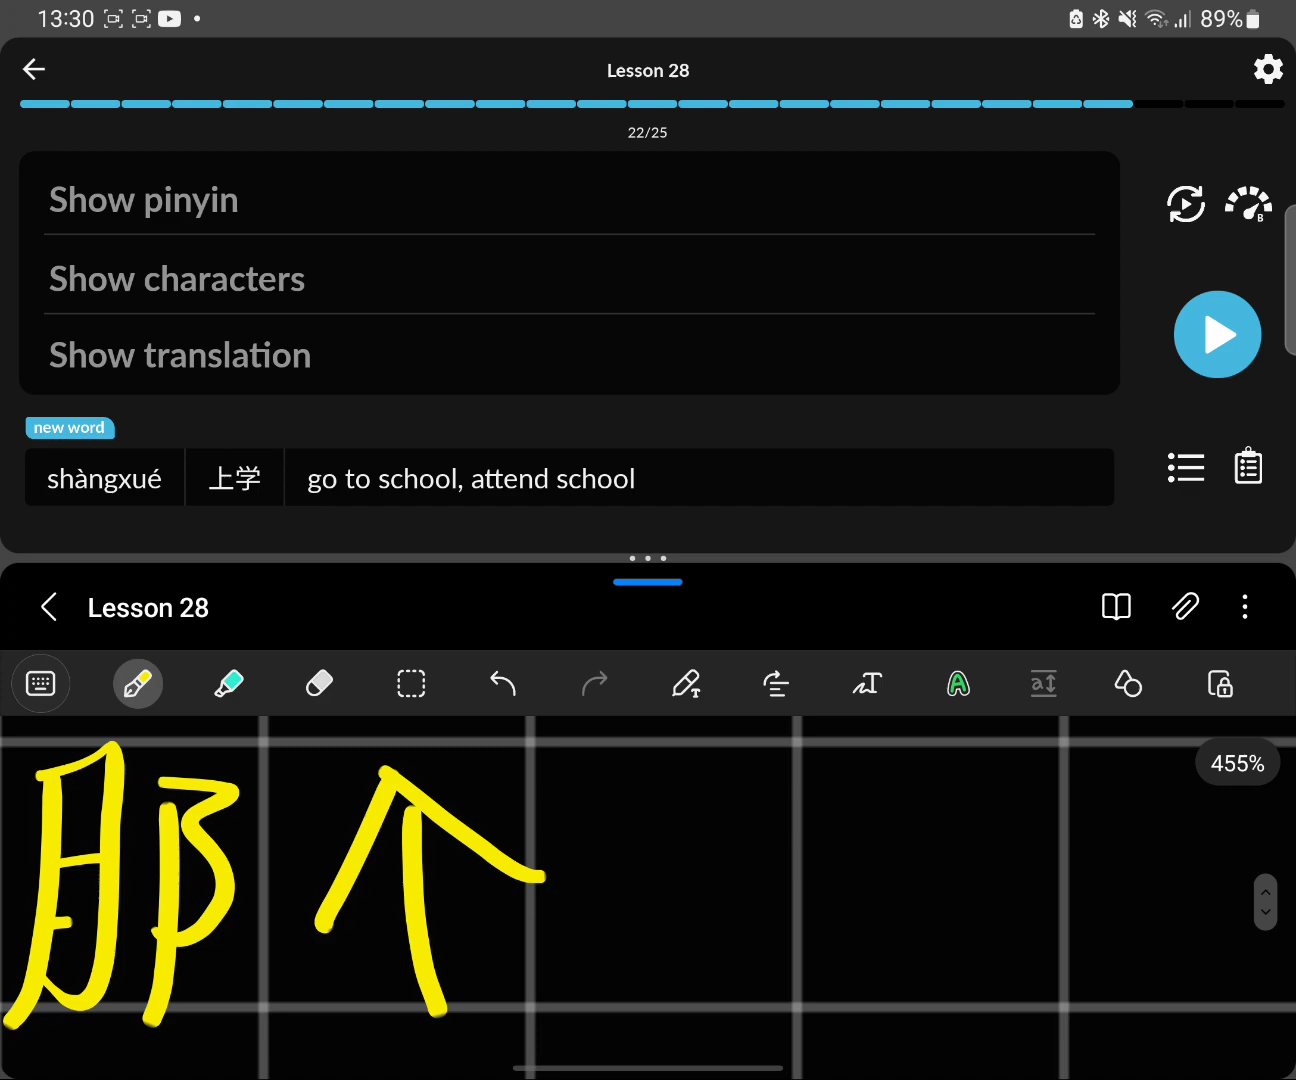 13:30
89%
Lesson 28
22/25
Show pinyin
Show characters
Show translation
new word
shàngxué 上学 go to school, attend school
Lesson 28
455%
那个